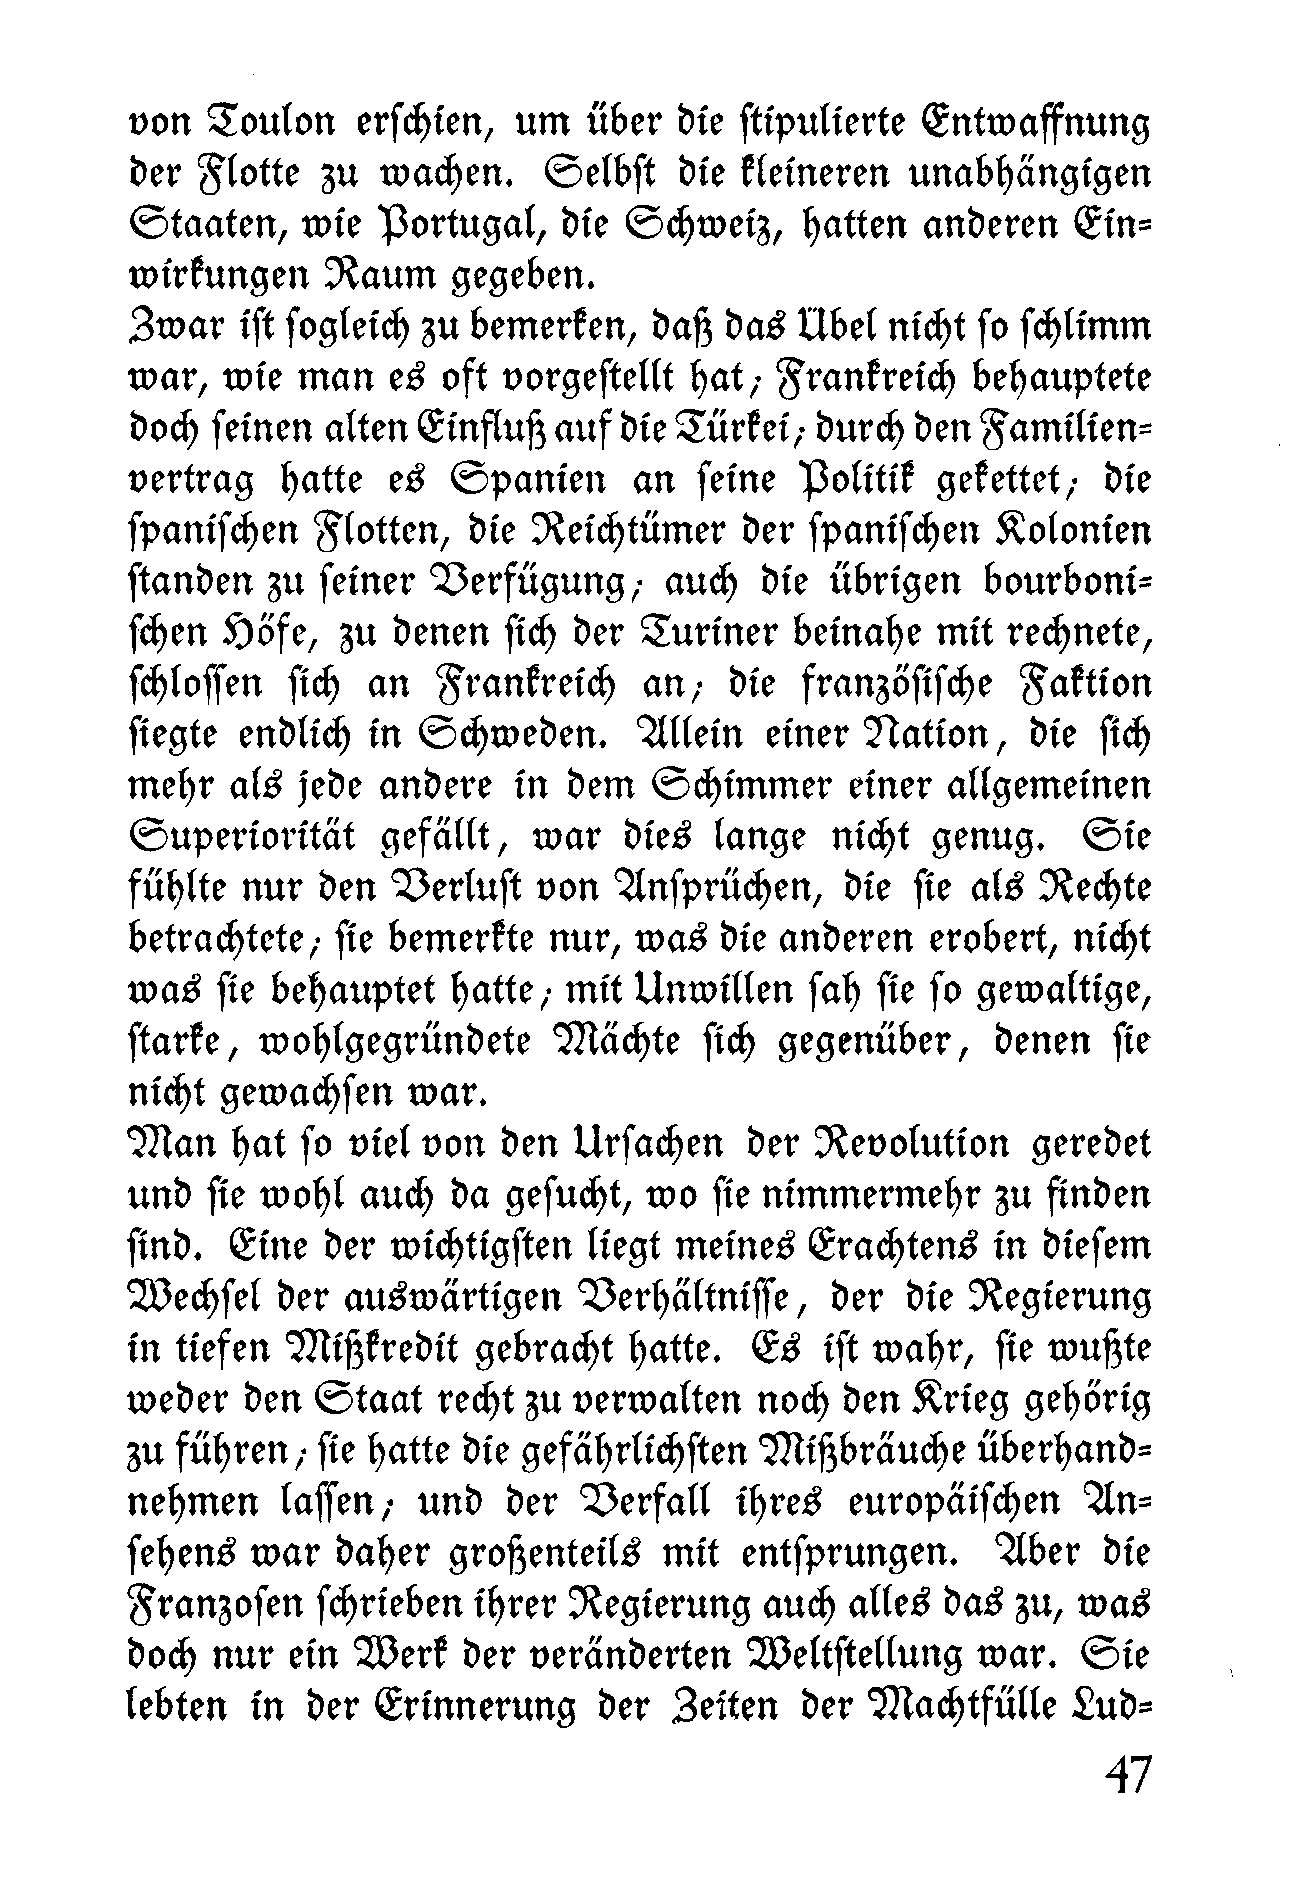 von Toulon erschien, um über die stipulierte Entwaffnung
der Flotte zu wachen. Selbst die kleineren unabhängigen
Staaten, wie Portugal, die Schweiz, hatten anderen Ein=
wirkungen Raum gegeben.
Zwar ist sogleich zu bemerken, daß das Übel nicht so schlimm
war, wie man es oft vorgestellt hat; Frankreich behauptete
doch seinen alten Einfluß auf die Türkei; durch den Familien=
vertrag hatte es Spanien an seine Politik gekettet; die
spanischen Flotten, die Reichtümer der spanischen Kolonien
standen zu seiner Verfügung; auch die übrigen bourboni=
schen Höfe, zu denen sich der Turiner beinahe mit rechnete,
schlossen sich an Frankreich an; die französische Faktion
siegte endlich in Schweden. Allein einer Nation, die sich
mehr als jede andere in dem Schimmer einer allgemeinen
Superiorität gefällt, war dies lange nicht genug. Sie
fühlte nur den Verlust von Ansprüchen, die sie als Rechte
betrachtete; sie bemerkte nur, was die anderen erobert, nicht
was sie behauptet hatte; mit Unwillen sah sie so gewaltige,
starke, wohlgegründete Mächte sich gegenüber, denen sie
nicht gewachsen war.
Man hat so viel von den Ursachen der Revolution geredet
und sie wohl auch da gesucht, wo sie nimmermehr zu finden
sind. Eine der wichtigsten liegt meines Erachtens in diesem
Wechsel der auswärtigen Verhältnisse, der die Regierung
in tiefen Mißkredit gebracht hatte. Es ist wahr, sie wußte
weder den Staat recht zu verwalten noch den Krieg gehörig
zu führen; sie hatte die gefährlichsten Mißbräuche überhand=
nehmen lassen; und der Verfall ihres europäischen An=
sehens war daher großenteils mit entsprungen. Aber die
Franzosen schrieben ihrer Regierung auch alles das zu, was
doch nur ein Werk der veränderten Weltstellung war. Sie
lebten in der Erinnerung der Zeiten der Machtfülle Lud=
47